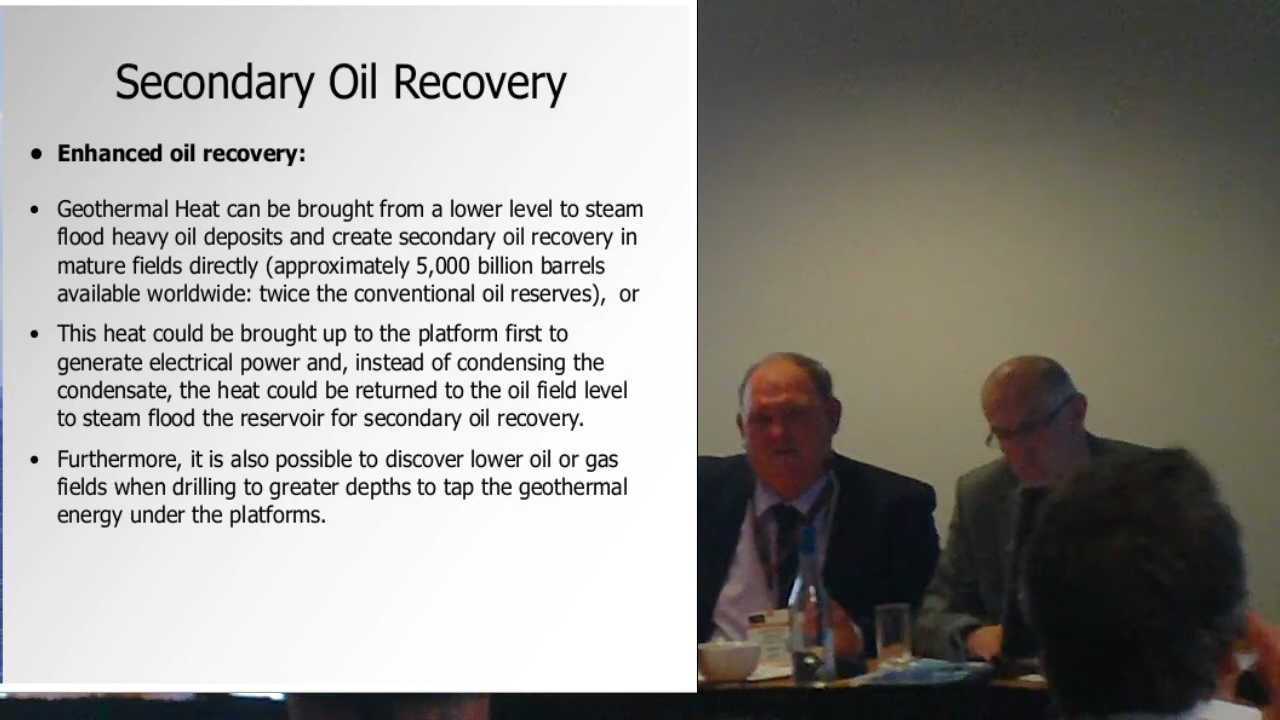 Secondary Oil Recovery
• Enhanced oil recovery:
• Geothermal Heat can be brought from a lower level to steam
flood heavy oil deposits and create secondary oil recovery in
mature fields directly (approximately 5,000 billion barrels
available worldwide: twice the conventional oil reserves), or
• This heat could be brought up to the platform first to
generate electrical power and, instead of condensing the
condensate, the heat could be returned to the oil field level
to steam flood the reservoir for secondary oil recovery.
• Furthermore, it is also possible to discover lower oil or gas
fields when drilling to greater depths to tap the geothermal
energy under the platforms.